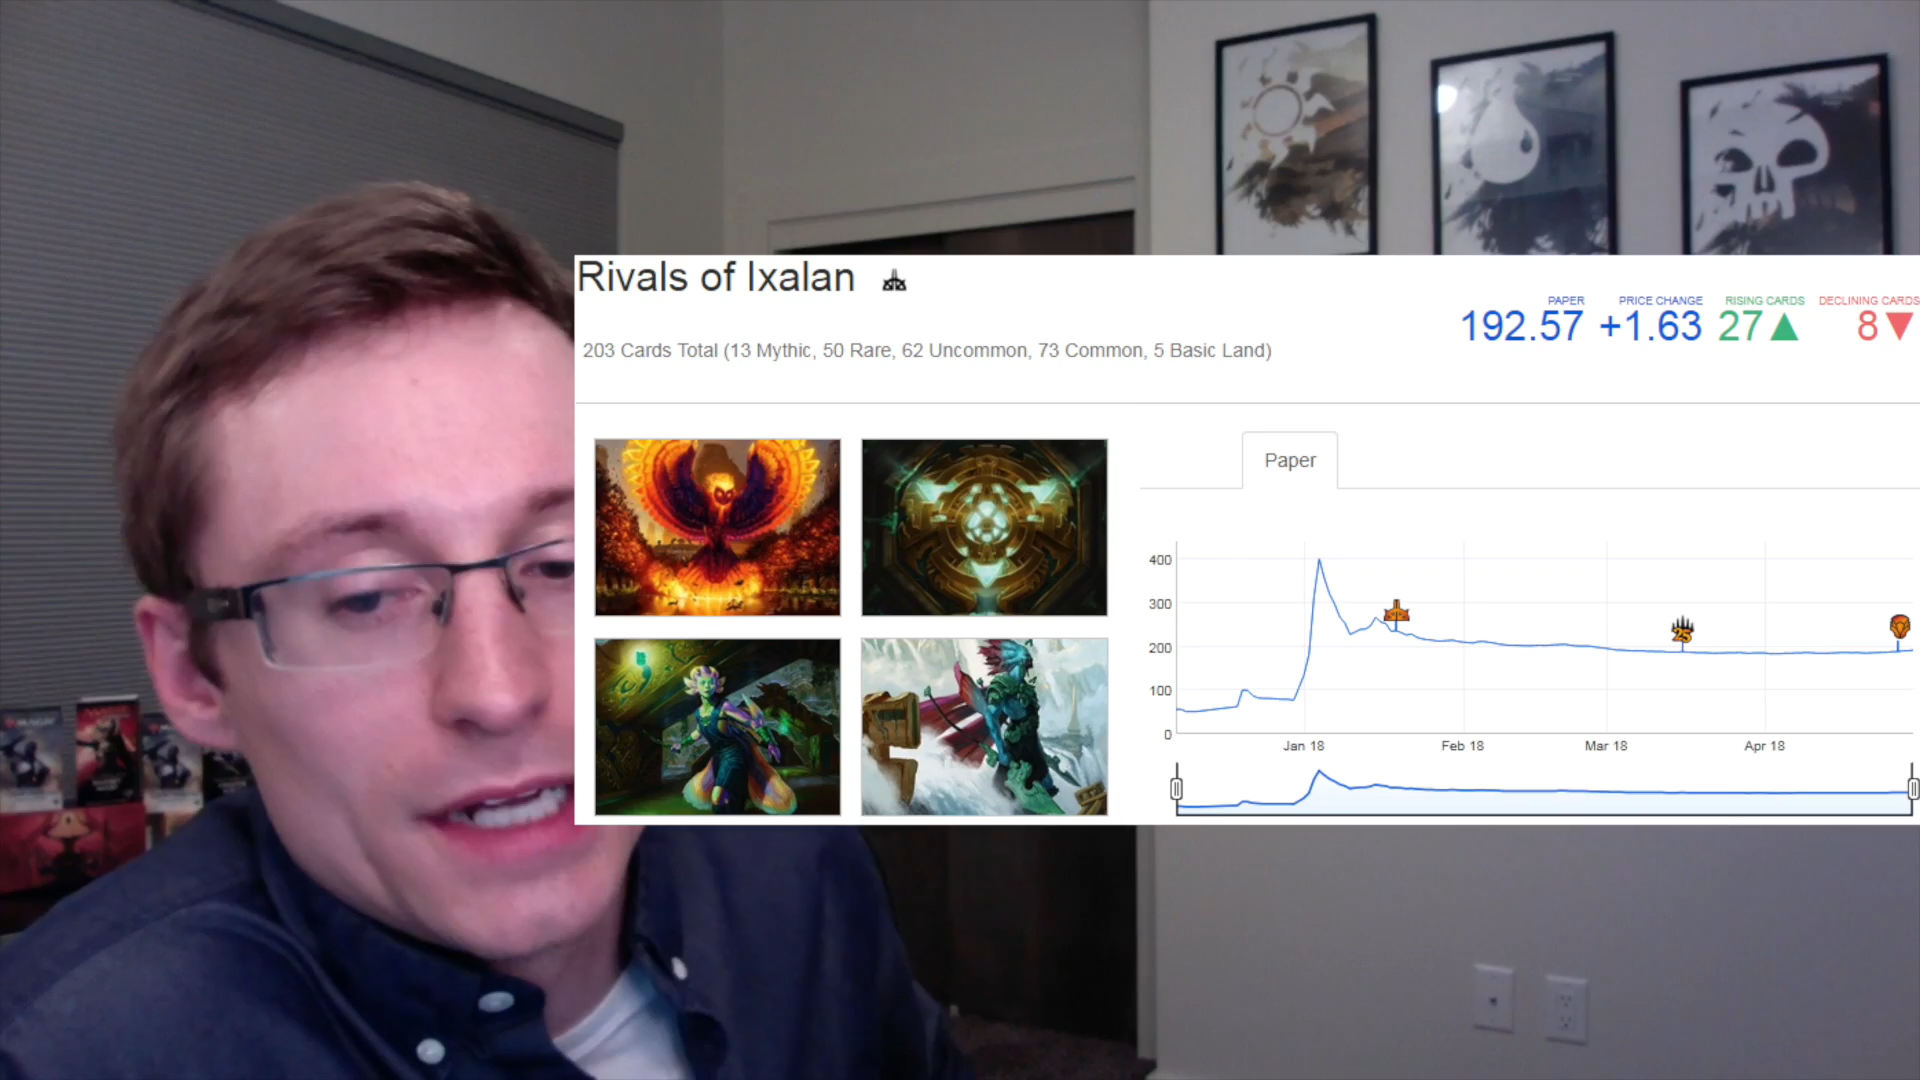 Rivals of Ixalan
PAPER PRICE CHANGE RISING CARDS DECLINING CARDS
192.57 +1.63 27 8
203 Cards Total (13 Mythic, 50 Rare, 62 Uncommon, 73 Common, 5 Basic Land)
Paper
400
300
200
100
0
25
Jan 18 Feb 18 Mar 18 Apr 18